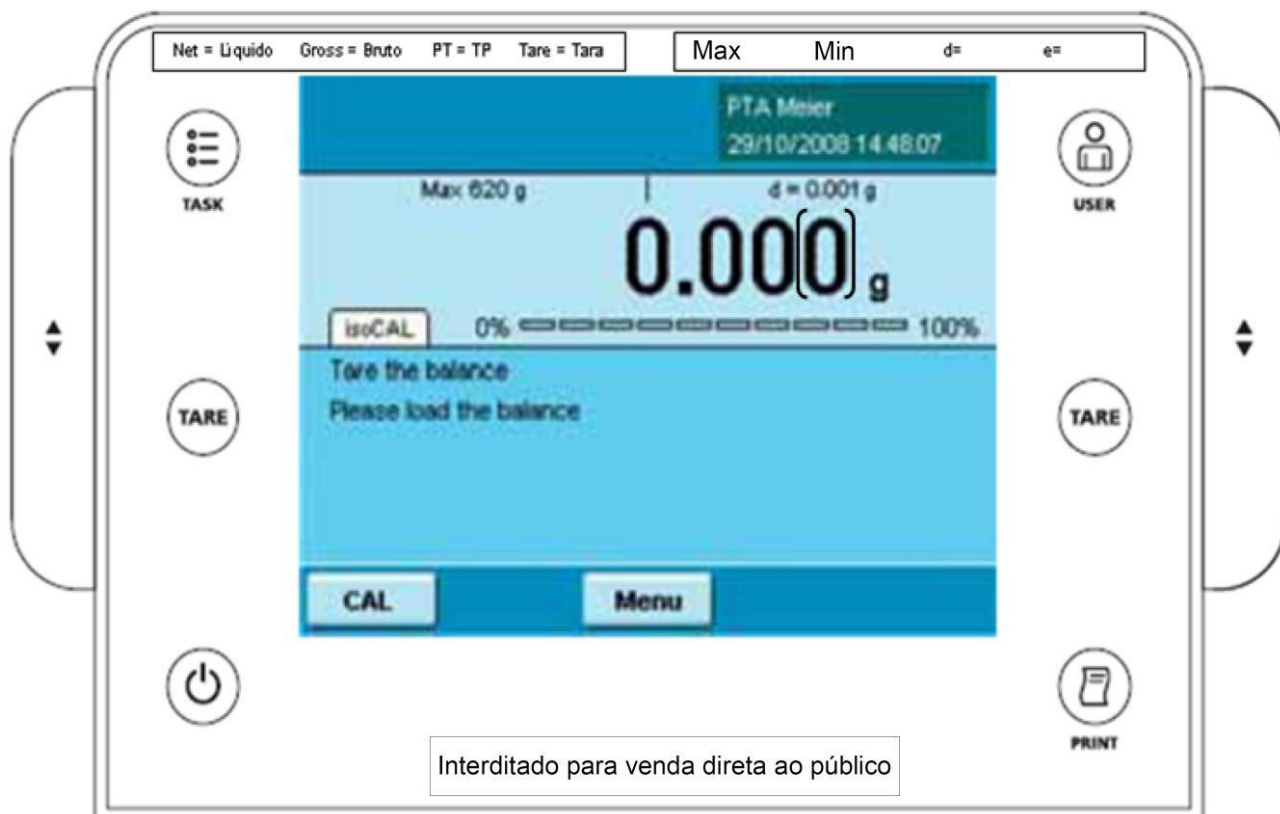 Net = Líquido Gross = Bruto PT = TP Tare = Tara
Max Min d= e=
PTA Meier
29/10/2008 14:48:07
TASK
USER
Max 620 g d = 0.001 g
0.00[0] g
isoCAL 0% 100%
Tare the balance
Please load the balance
TARE
TARE
CAL Menu
PRINT
Interditado para venda direta ao público